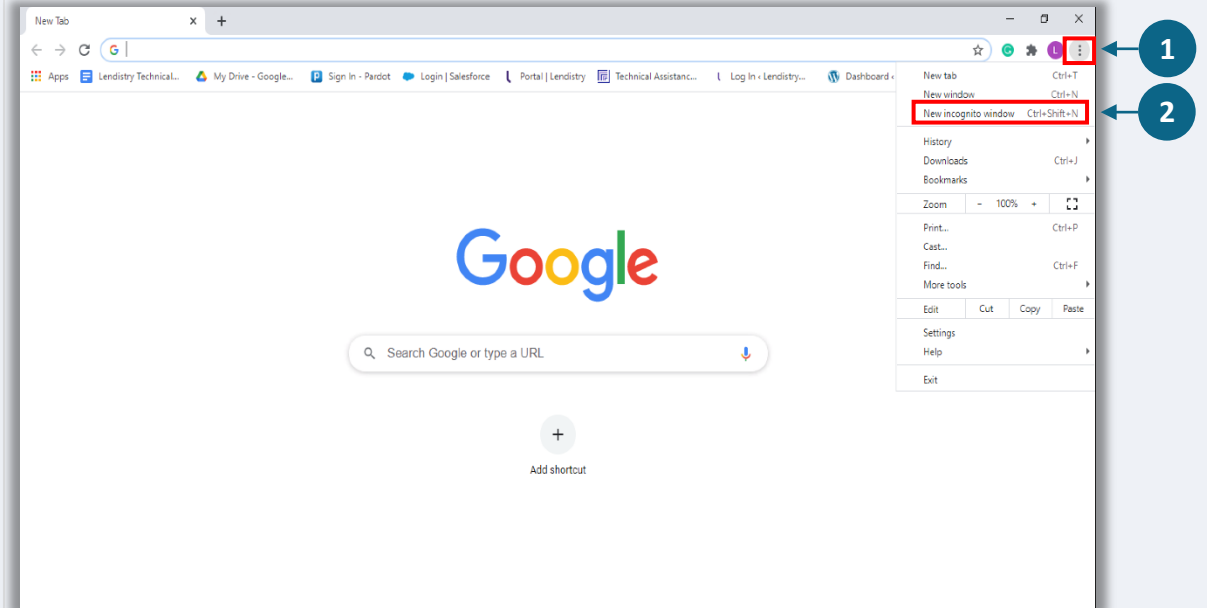 New Tab
1
Apps Lendistry Technical... My Drive - Google... Sign In - Pardot Login | Salesforce Portal | Lendistry Technical Assistanc... Log In ‹ Lendistry... Dashboard ‹
New tab Ctrl+T
New window Ctrl+N
New incognito window Ctrl+Shift+N
2
History
Downloads Ctrl+J
Bookmarks
Zoom - 100% +
Print... Ctrl+P
Cast...
Find... Ctrl+F
More tools
Edit Cut Copy Paste
Settings
Help
Exit
Google
Search Google or type a URL
Add shortcut